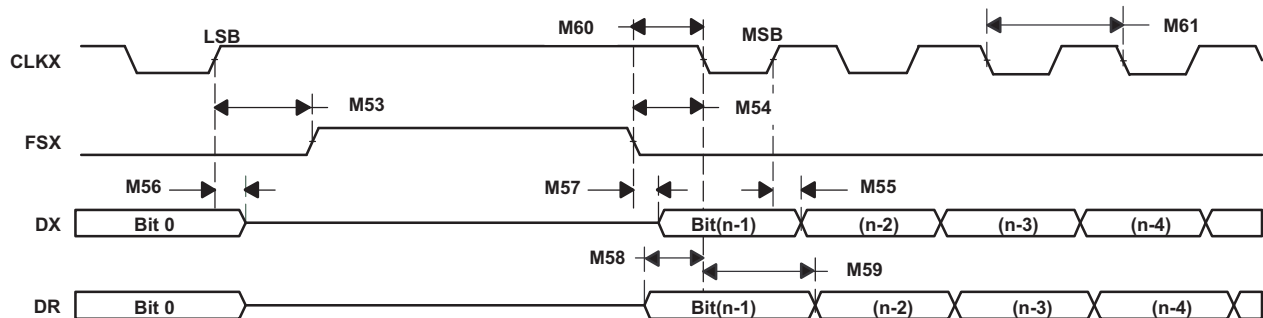 LSB
M60
MSB
M61
CLKX
M53
M54
FSX
M56
M57
M55
DX
Bit 0
Bit(n-1)
(n-2)
(n-3)
(n-4)
M58
M59
DR
Bit 0
Bit(n-1)
(n-2)
(n-3)
(n-4)